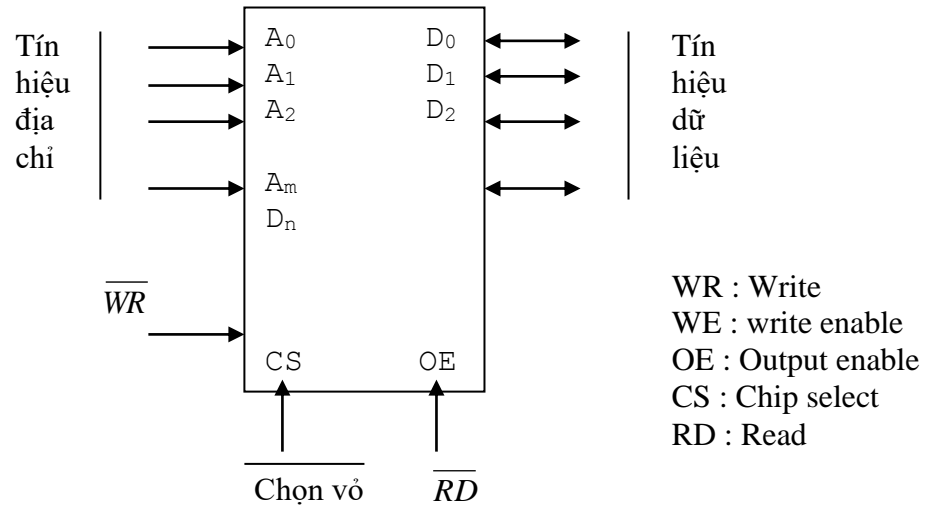 Tín
hiệu
địa
chỉ
A0 D0
A1 D1
A2 D2
Am
Dn
Tín
hiệu
dữ
liệu
WR
CS OE
Chọn vỏ RD
WR : Write
WE : write enable
OE : Output enable
CS : Chip select
RD : Read